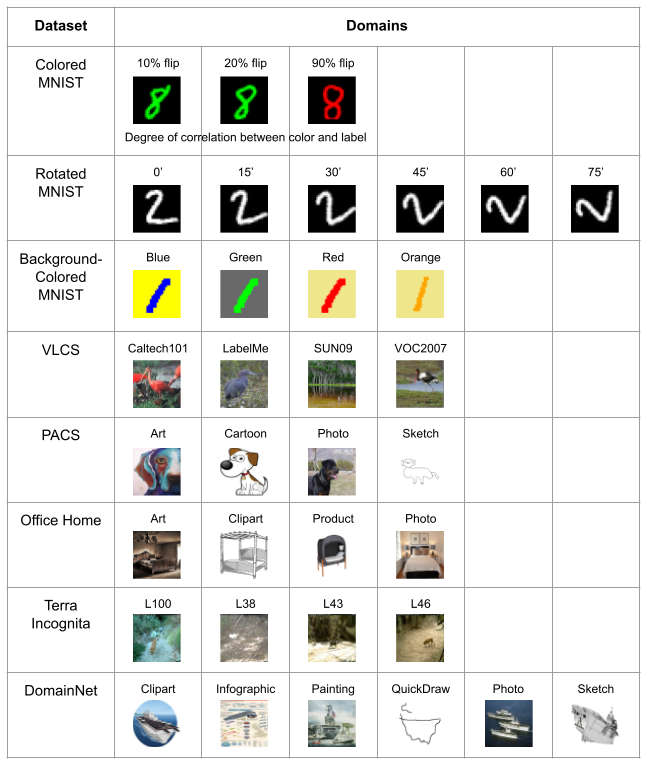 Dataset Domains
Colored
MNIST
10% flip 20% flip 90% flip
Degree of correlation between color and label
Rotated
MNIST
0' 15' 30' 45' 60' 75'
Background-
Colored
MNIST
Blue Green Red Orange
VLCS
Caltech101 LabelMe SUN09 VOC2007
PACS
Art Cartoon Photo Sketch
Office Home
Art Clipart Product Photo
Terra
Incognita
L100 L38 L43 L46
DomainNet
Clipart Infographic Painting QuickDraw Photo Sketch